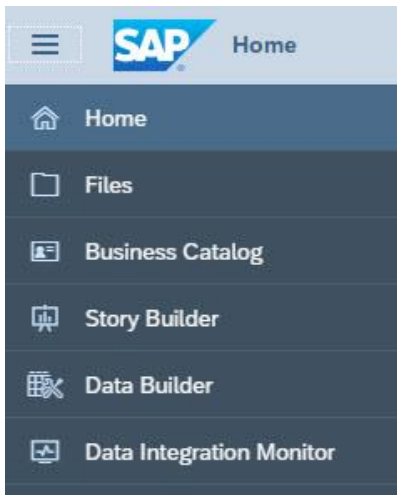 SAP Home
Home
Files
Business Catalog
Story Builder
Data Builder
Data Integration Monitor